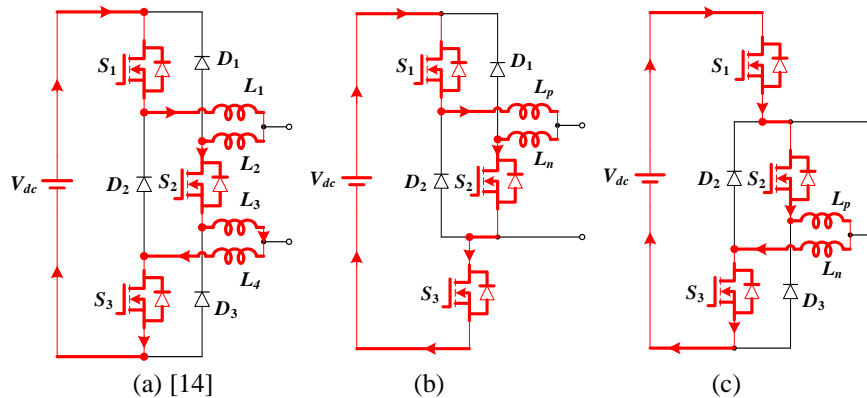 S1
D1
L1
L2
Vdc
D2
S2
L3
L4
S3
D3
(a) [14]
S1
D1
Lp
Ln
Vdc
D2
S2
S3
(b)
S1
Vdc
D2
S2
Lp
Ln
S3
D3
(c)